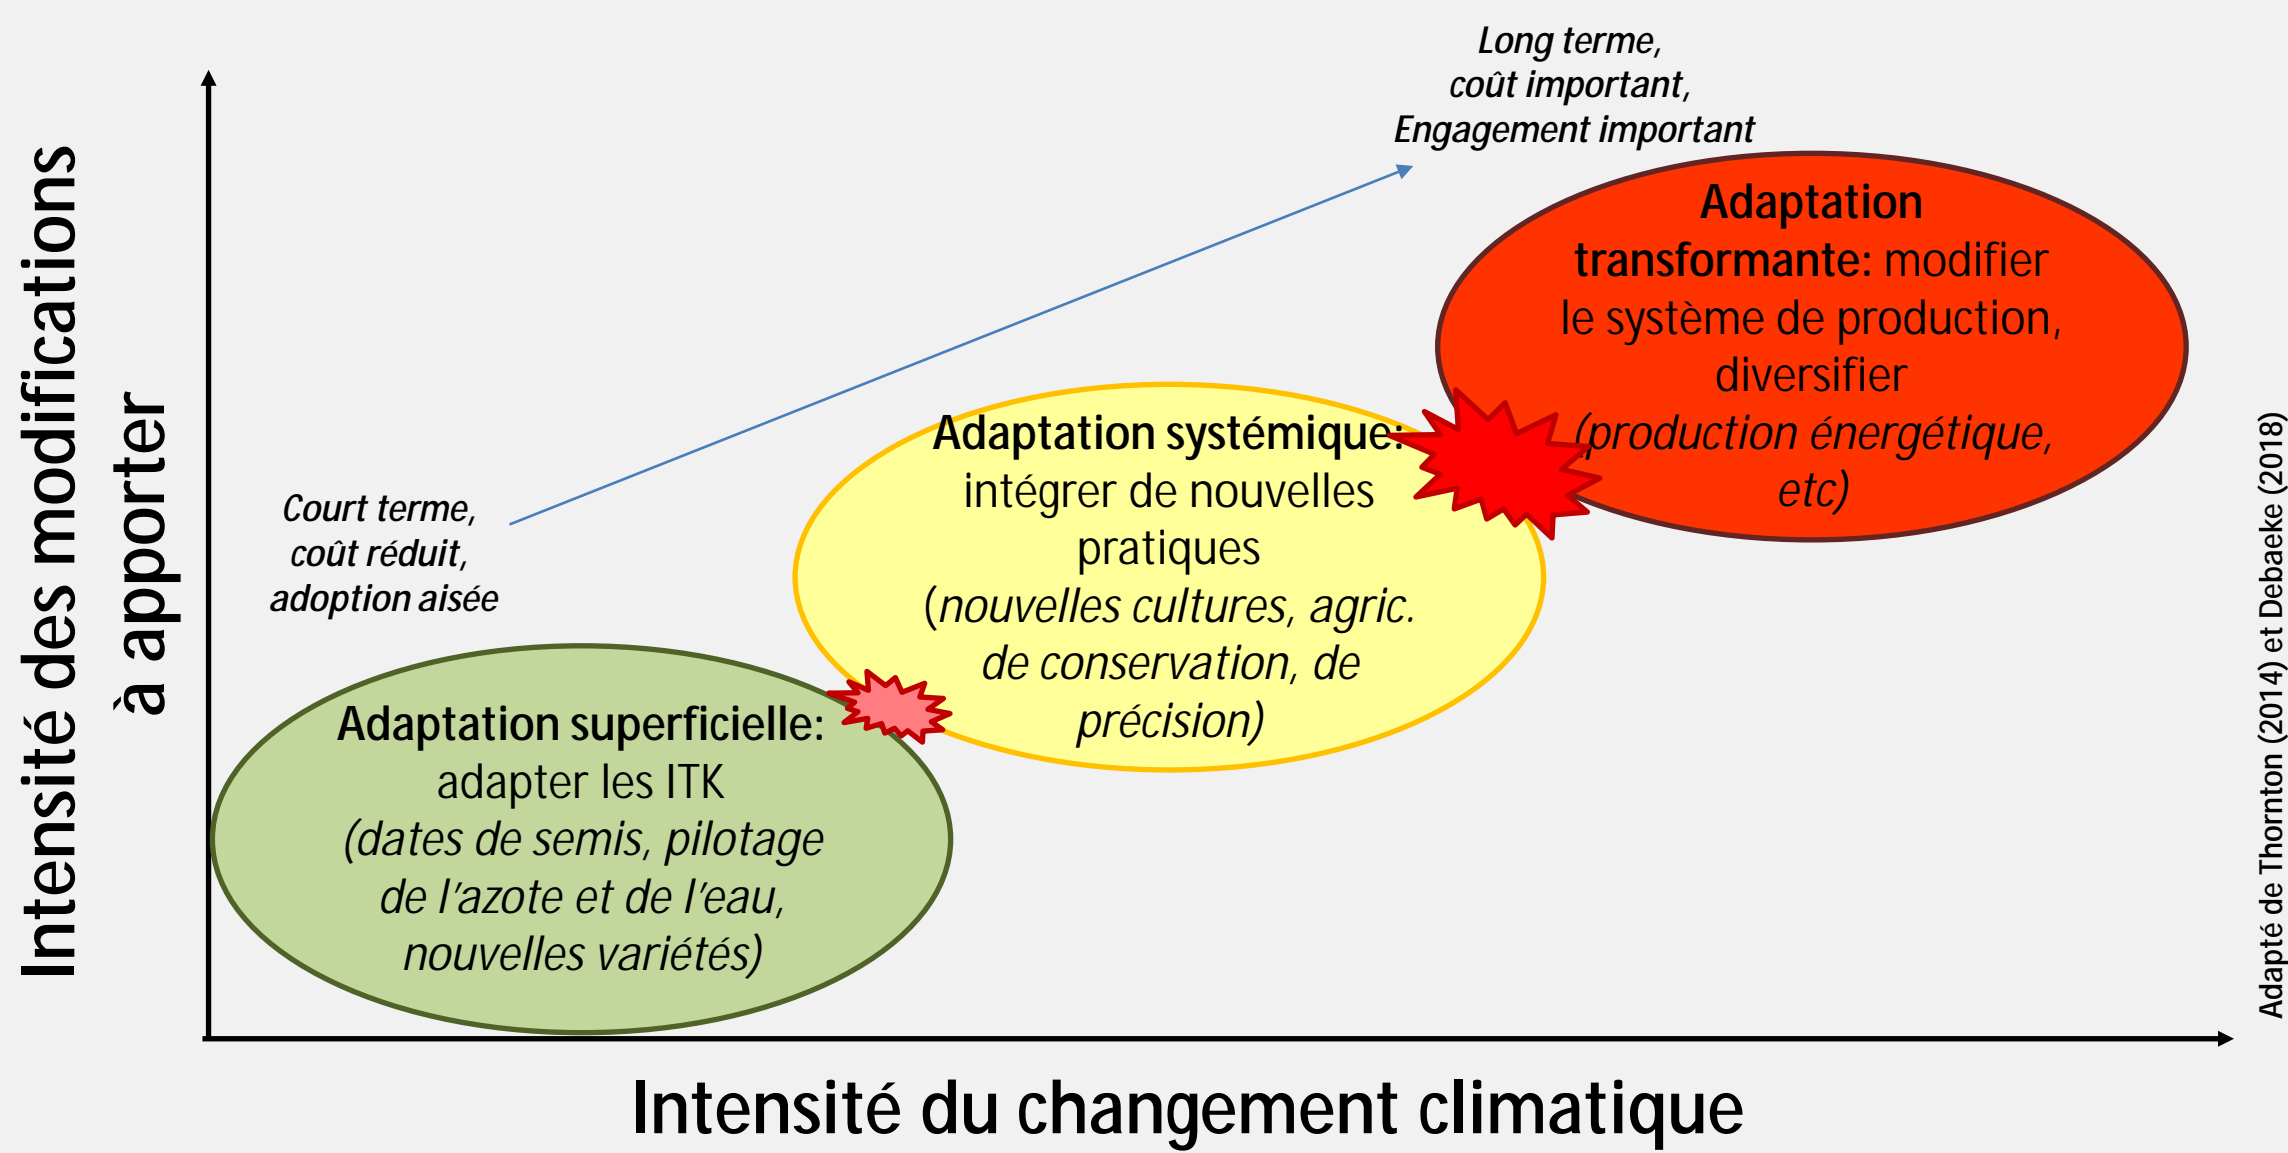 Long terme,
coût important,
Engagement important
Adaptation
transformante: modifier
le système de production,
diversifier
(production énergétique,
etc)
Adaptation systémique:
intégrer de nouvelles
pratiques
(nouvelles cultures, agric.
de conservation, de
précision)
Court terme,
coût réduit,
adoption aisée
Adaptation superficielle:
adapter les ITK
(dates de semis, pilotage
de l'azote et de l'eau,
nouvelles variétés)
Intensité des modifications
à apporter
Intensité du changement climatique
Adapté de Thornton (2014) et Debaeke (2018)